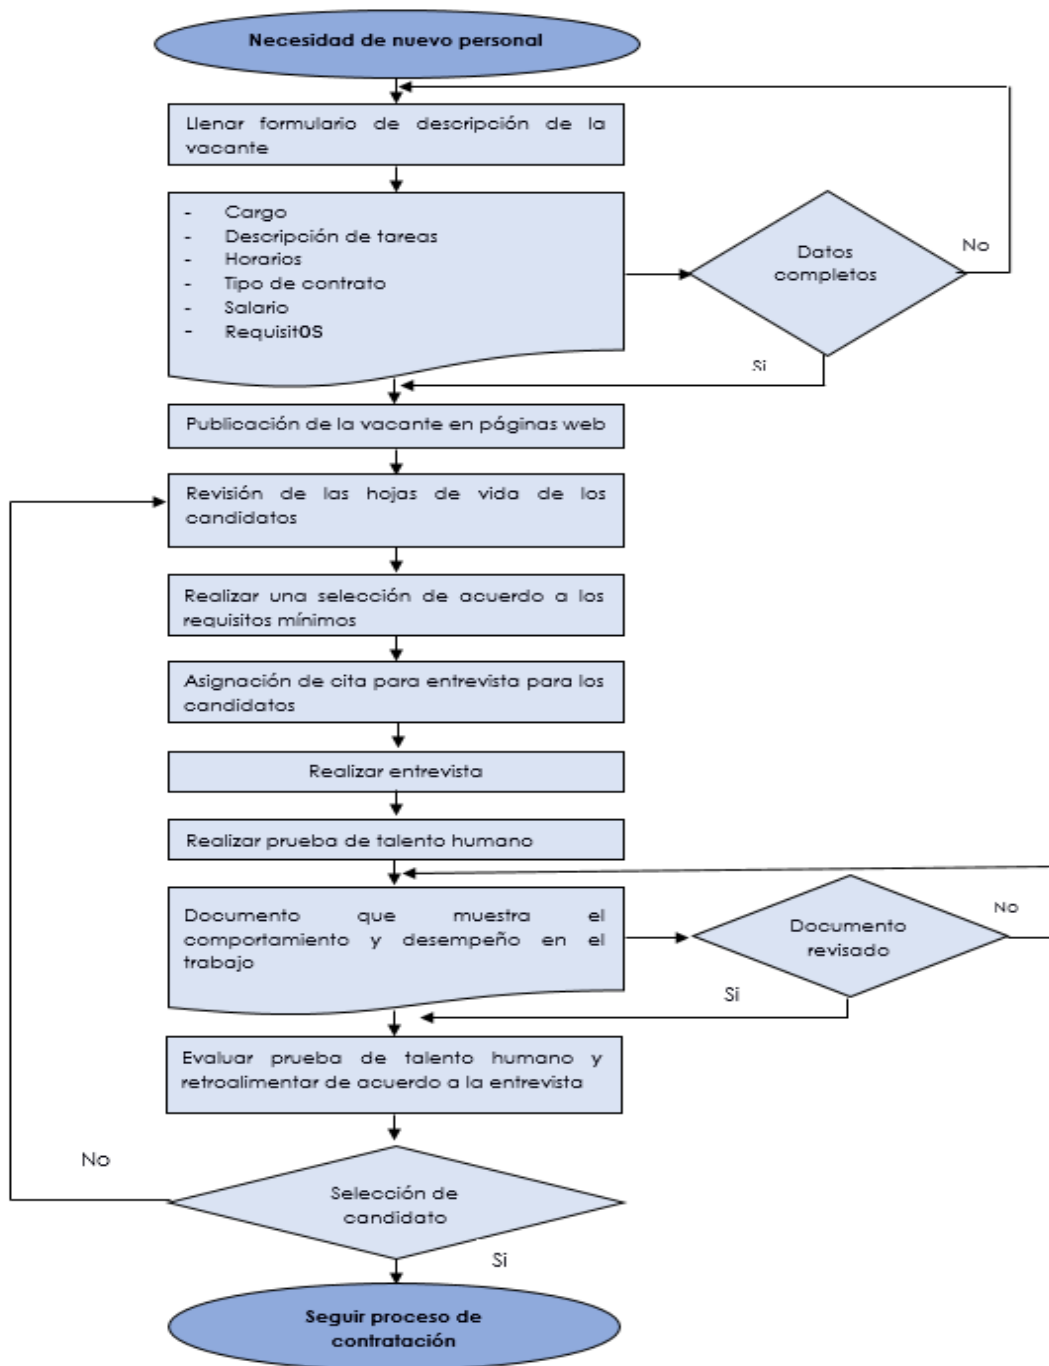 Necesidad de nuevo personal
Llenar formulario de descripción de la
vacante
- Cargo
- Descripción de tareas
- Horarios
- Tipo de contrato
- Salario
- RequisitOS
Datos
completos
No
Si
Publicación de la vacante en páginas web
Revisión de las hojas de vida de los
candidatos
Realizar una selección de acuerdo a los
requisitos mínimos
Asignación de cita para entrevista para los
candidatos
Realizar entrevista
Realizar prueba de talento humano
Documento que muestra el
comportamiento y desempeño en el
trabajo
Documento
revisado
No
Si
Evaluar prueba de talento humano y
retroalimentar de acuerdo a la entrevista
No
Selección de
candidato
Si
Seguir proceso de
contratación